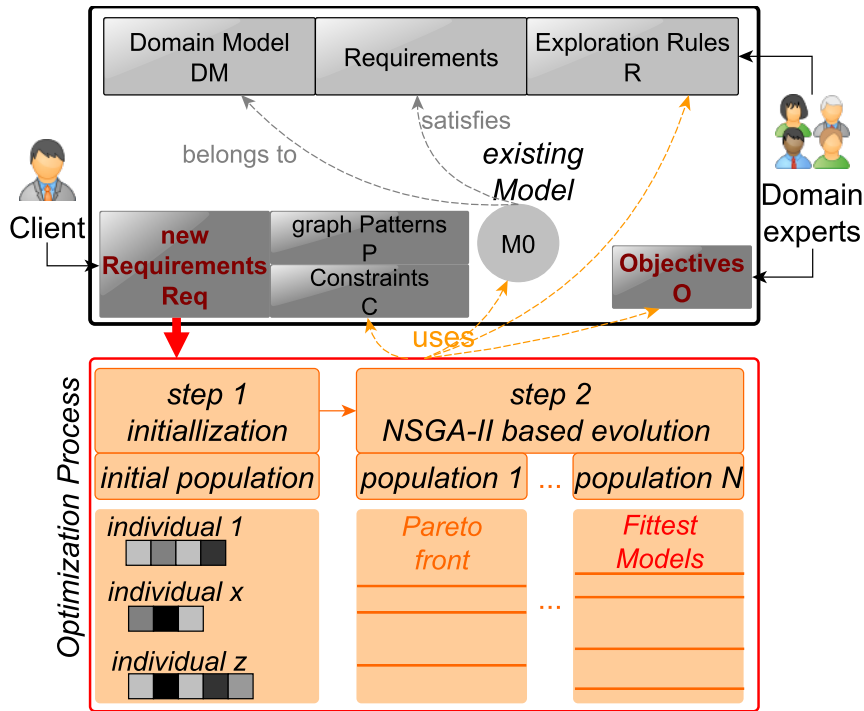 Domain Model
DM
Requirements
Exploration Rules
R
satisfies
belongs to
existing
Model
Client
Domain
experts
new
Requirements
Req
graph Patterns
P
Constraints
C
M0
Objectives
O
uses
Optimization Process
step 1
initiallization
step 2
NSGA-II based evolution
initial population
population 1
...
population N
individual 1
individual x
individual z
Pareto
front
...
Fittest
Models